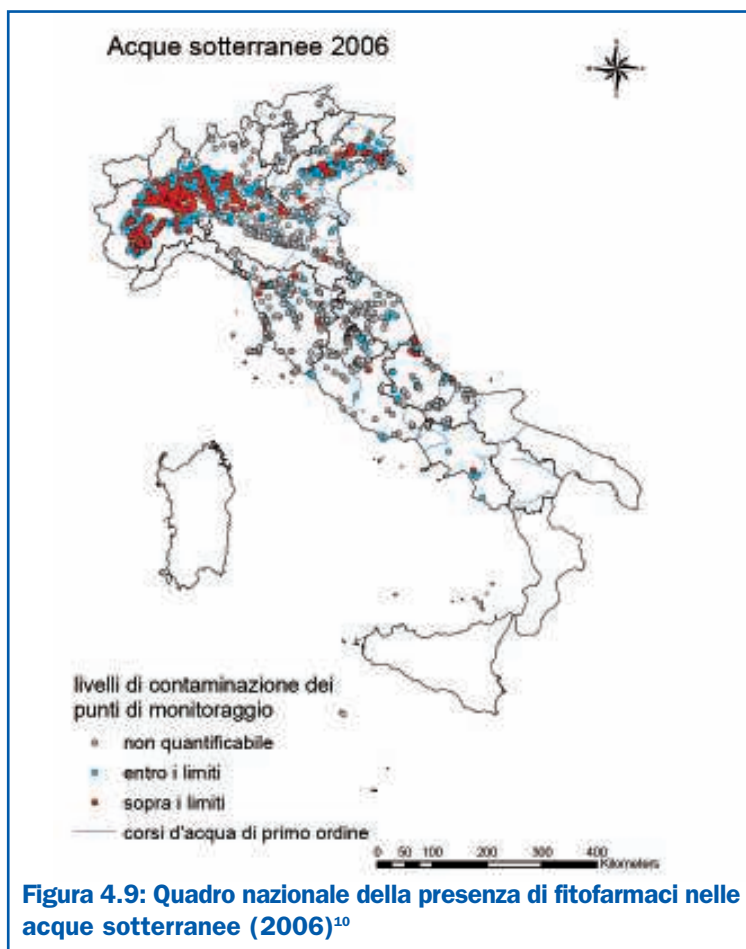 Acque sotterranee 2006
livelli di contaminazione dei
punti di monitoraggio
non quantificabile
entro i limiti
sopra i limiti
corsi d'acqua di primo ordine
0 50 100 200 300 400
Kilometers
Figura 4.9: Quadro nazionale della presenza di fitofarmaci nelle
acque sotterranee (2006)¹⁰